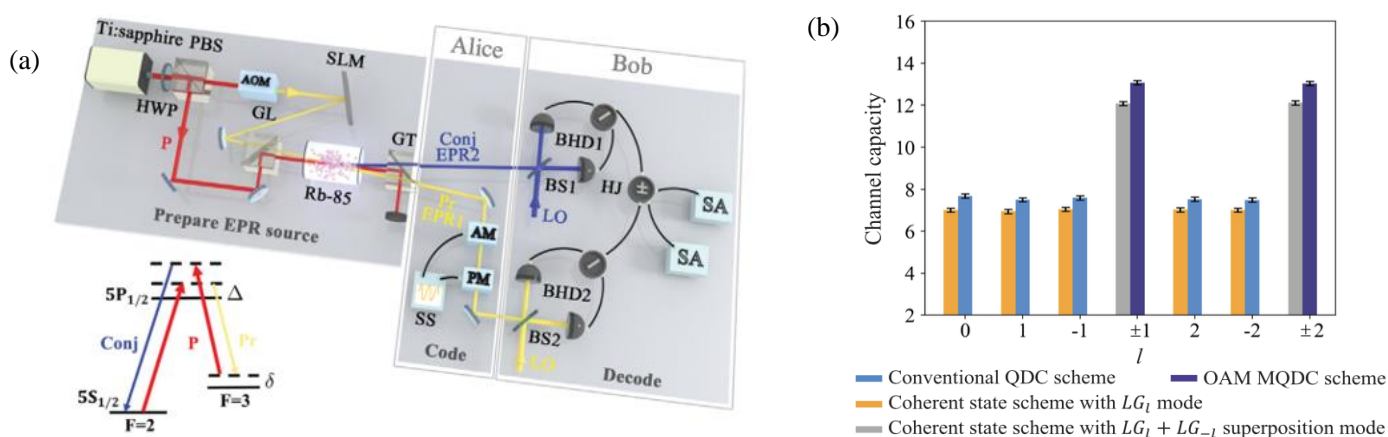 (a)
Ti:sapphire PBS
HWP
AOM
GL
SLM
P
Rb-85
GT
Conj
EPR2
Pr
EPR1
Prepare EPR source
Alice
AM
PM
SS
Code
Bob
BHD1
BS1
LO
HJ
±
SA
SA
BHD2
BS2
LO
Decode
5P1/2
Δ
Conj
P
Pr
5S1/2
F=2
F=3
δ
(b)
Channel capacity
16
14
12
10
8
6
4
2
0 1 -1 ±1 2 -2 ±2
l
Conventional QDC scheme
OAM MQDC scheme
Coherent state scheme with LG_l mode
Coherent state scheme with LG_l + LG_{-l} superposition mode